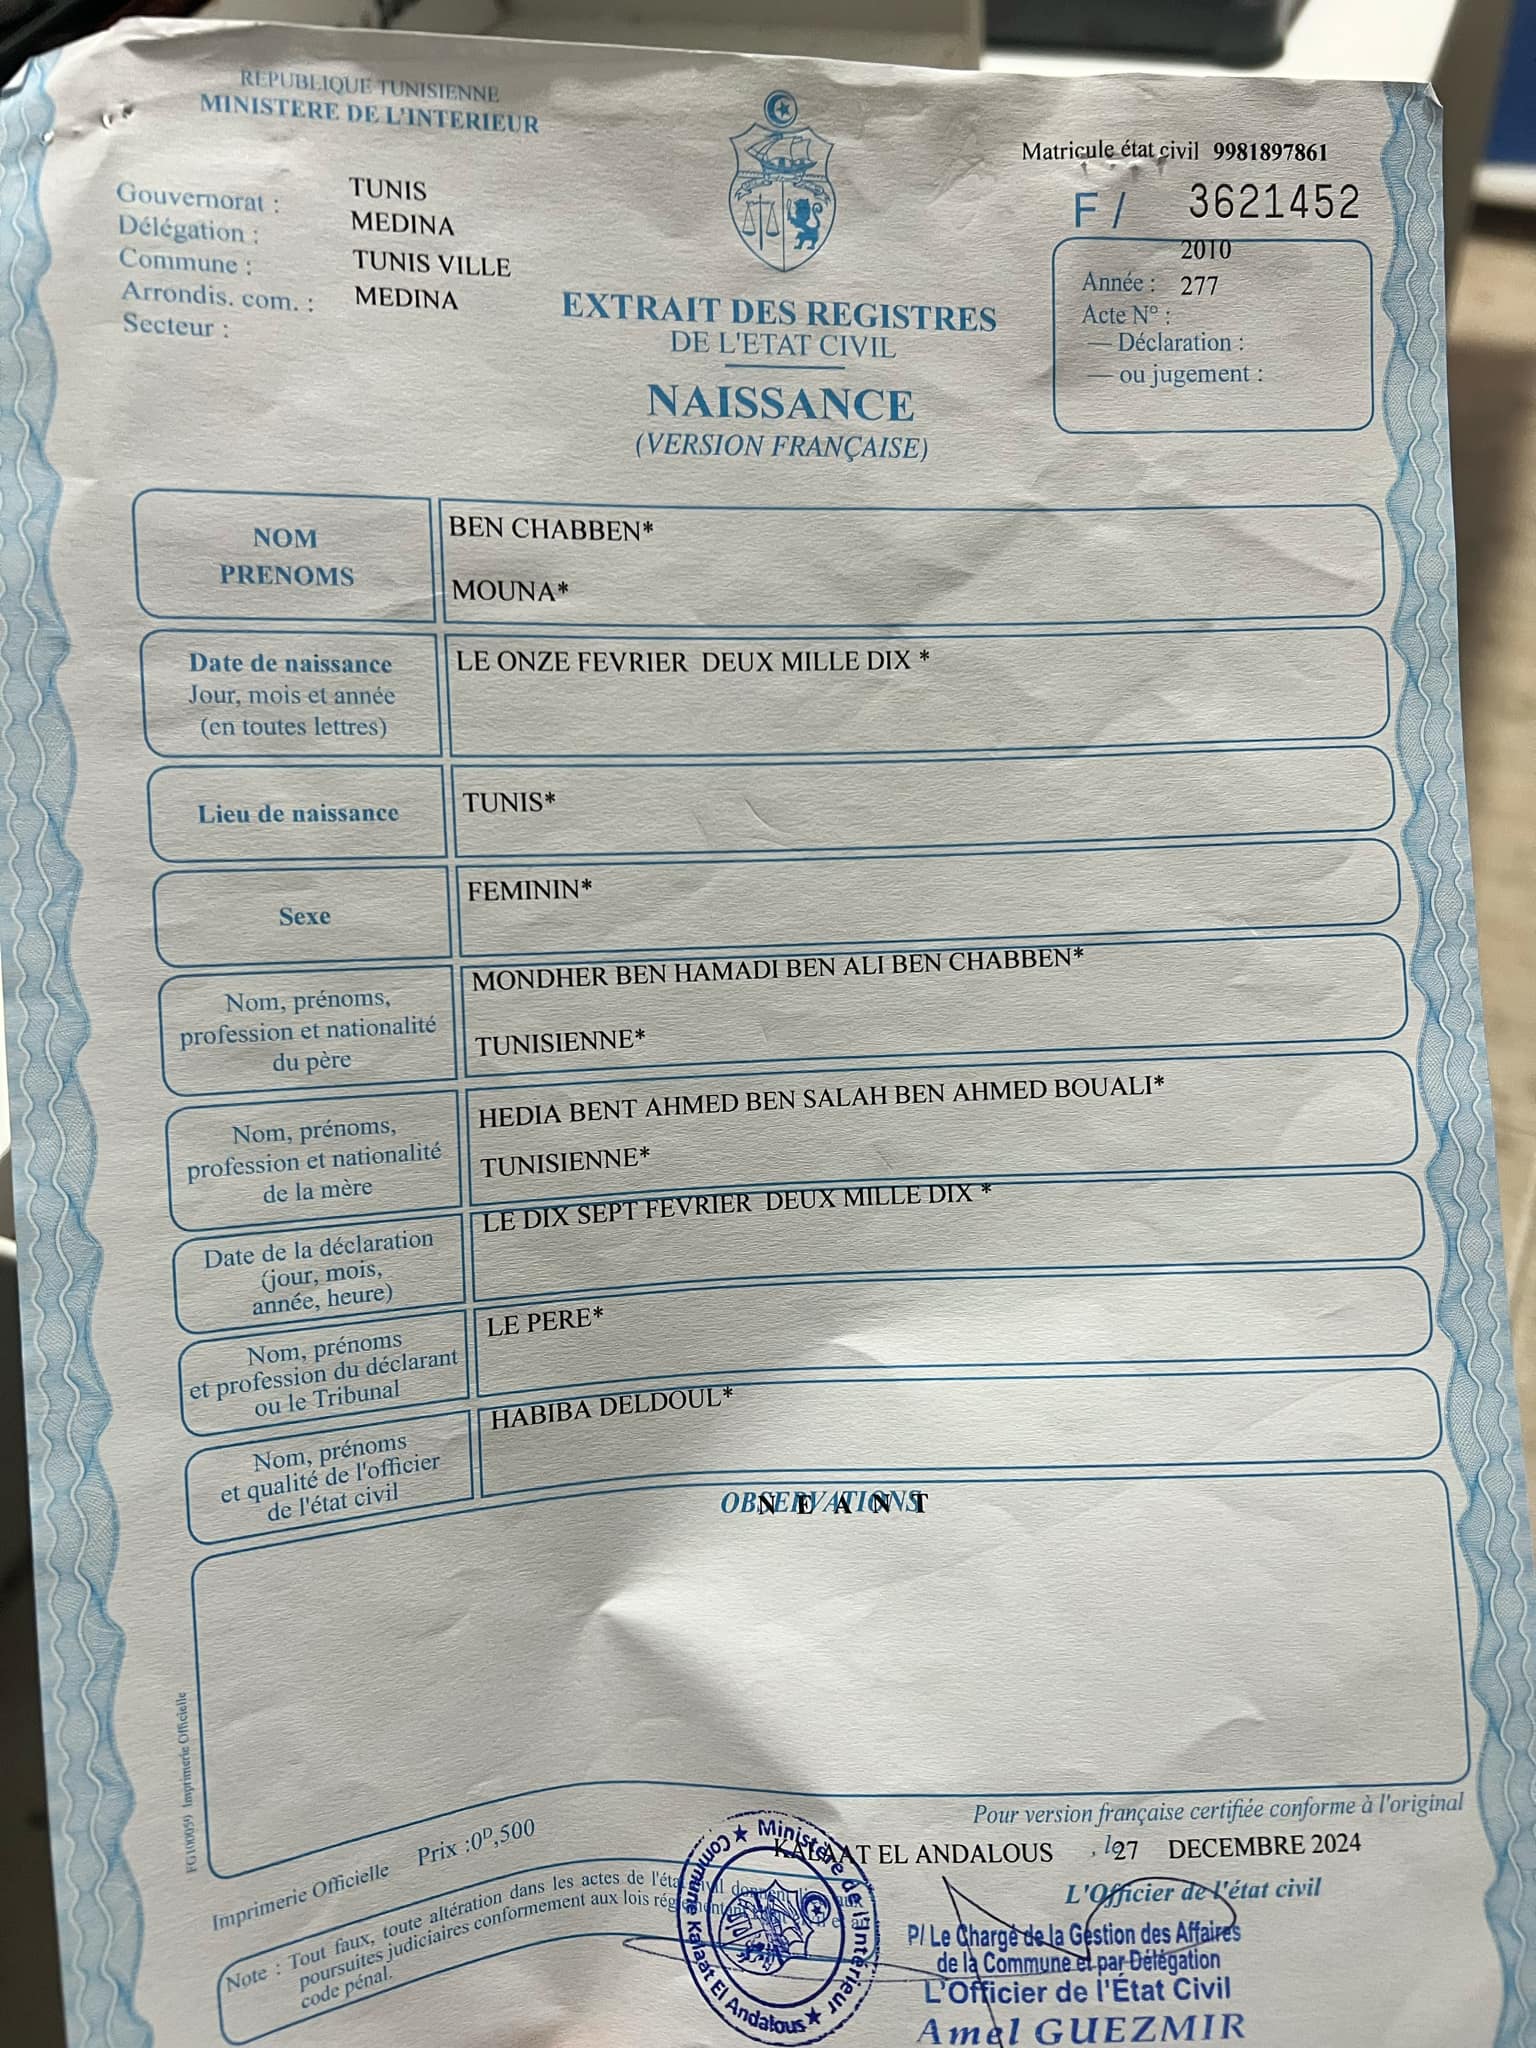 REPUBLIQUE TUNISIENNE
MINISTERE DE L'INTERIEUR
Gouvernorat : TUNIS
Délégation : MEDINA
Commune : TUNIS VILLE
Arrondis. com. : MEDINA
Secteur :
Matricule état civil 9981897861
F/ 3621452
2010
Année : 277
Acte N° :
— Déclaration :
— ou jugement :
EXTRAIT DES REGISTRES
DE L'ETAT CIVIL
NAISSANCE
(VERSION FRANÇAISE)
NOM
PRENOMS
BEN CHABBEN*
MOUNA*
Date de naissance
Jour, mois et année
(en toutes lettres)
LE ONZE FEVRIER DEUX MILLE DIX *
Lieu de naissance
TUNIS*
Sexe
FEMININ*
Nom, prénoms,
profession et nationalité
du père
MONDHER BEN HAMADI BEN ALI BEN CHABBEN*
TUNISIENNE*
Nom, prénoms,
profession et nationalité
de la mère
HEDIA BENT AHMED BEN SALAH BEN AHMED BOUALI*
TUNISIENNE*
Date de la déclaration
(jour, mois,
année, heure)
LE DIX SEPT FEVRIER DEUX MILLE DIX *
Nom, prénoms
et profession du déclarant
ou le Tribunal
LE PERE*
Nom, prénoms
et qualité de l'officier
de l'état civil
HABIBA DELDOUL*
OBSERVATIONS
N E A N T
Imprimerie Officielle
Pour version française certifiée conforme à l'original
KALAAT EL ANDALOUS , le 27 DECEMBRE 2024
L'Officier de l'état civil
Imprimerie Officielle Prix :0D,500
Note : Tout faux, toute altération dans les actes de l'état civil
poursuites judiciaires conformement aux lois
code pénal.
Ministère de l'Intérieur
Commune Kalaat El Andalous
P/ Le Chargé de la Gestion des Affaires
de la Commune et par Délégation
L'Officier de l'État Civil
Amel GUEZMIR